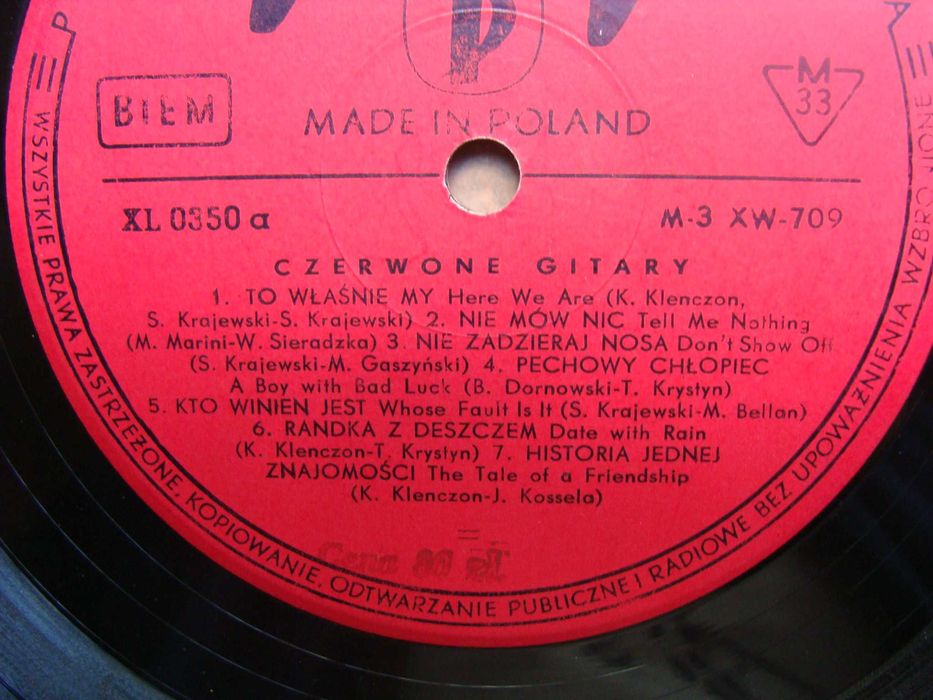 P
A
BIEM
MADE IN POLAND
M
33
XL 0350 a
M-3 XW-709
CZERWONE GITARY
1. TO WŁAŚNIE MY Here We Are (K. Klenczon,
S. Krajewski-S. Krajewski) 2. NIE MÓW NIC Tell Me Nothing
(M. Marini-W. Sieradzka) 3. NIE ZADZIERAJ NOSA Don't Show Off
(S. Krajewski-M. Gaszyński) 4. PECHOWY CHŁOPIEC
A Boy with Bad Luck (B. Dornowski-T. Krystyn)
5. KTO WINIEN JEST Whose Fault Is It (S. Krajewski-M. Bellan)
6. RANDKA Z DESZCZEM Date with Rain
(K. Klenczon-T. Krystyn) 7. HISTORIA JEDNEJ
ZNAJOMOŚCI The Tale of a Friendship
(K. Klenczon-J. Kossela)
Cena 80 zł
WSZYSTKIE PRAWA ZASTRZEŻONE. KOPIOWANIE, ODTWARZANIE PUBLICZNE I RADIOWE BEZ UPOWAŻNIENIA WZBRONIONE